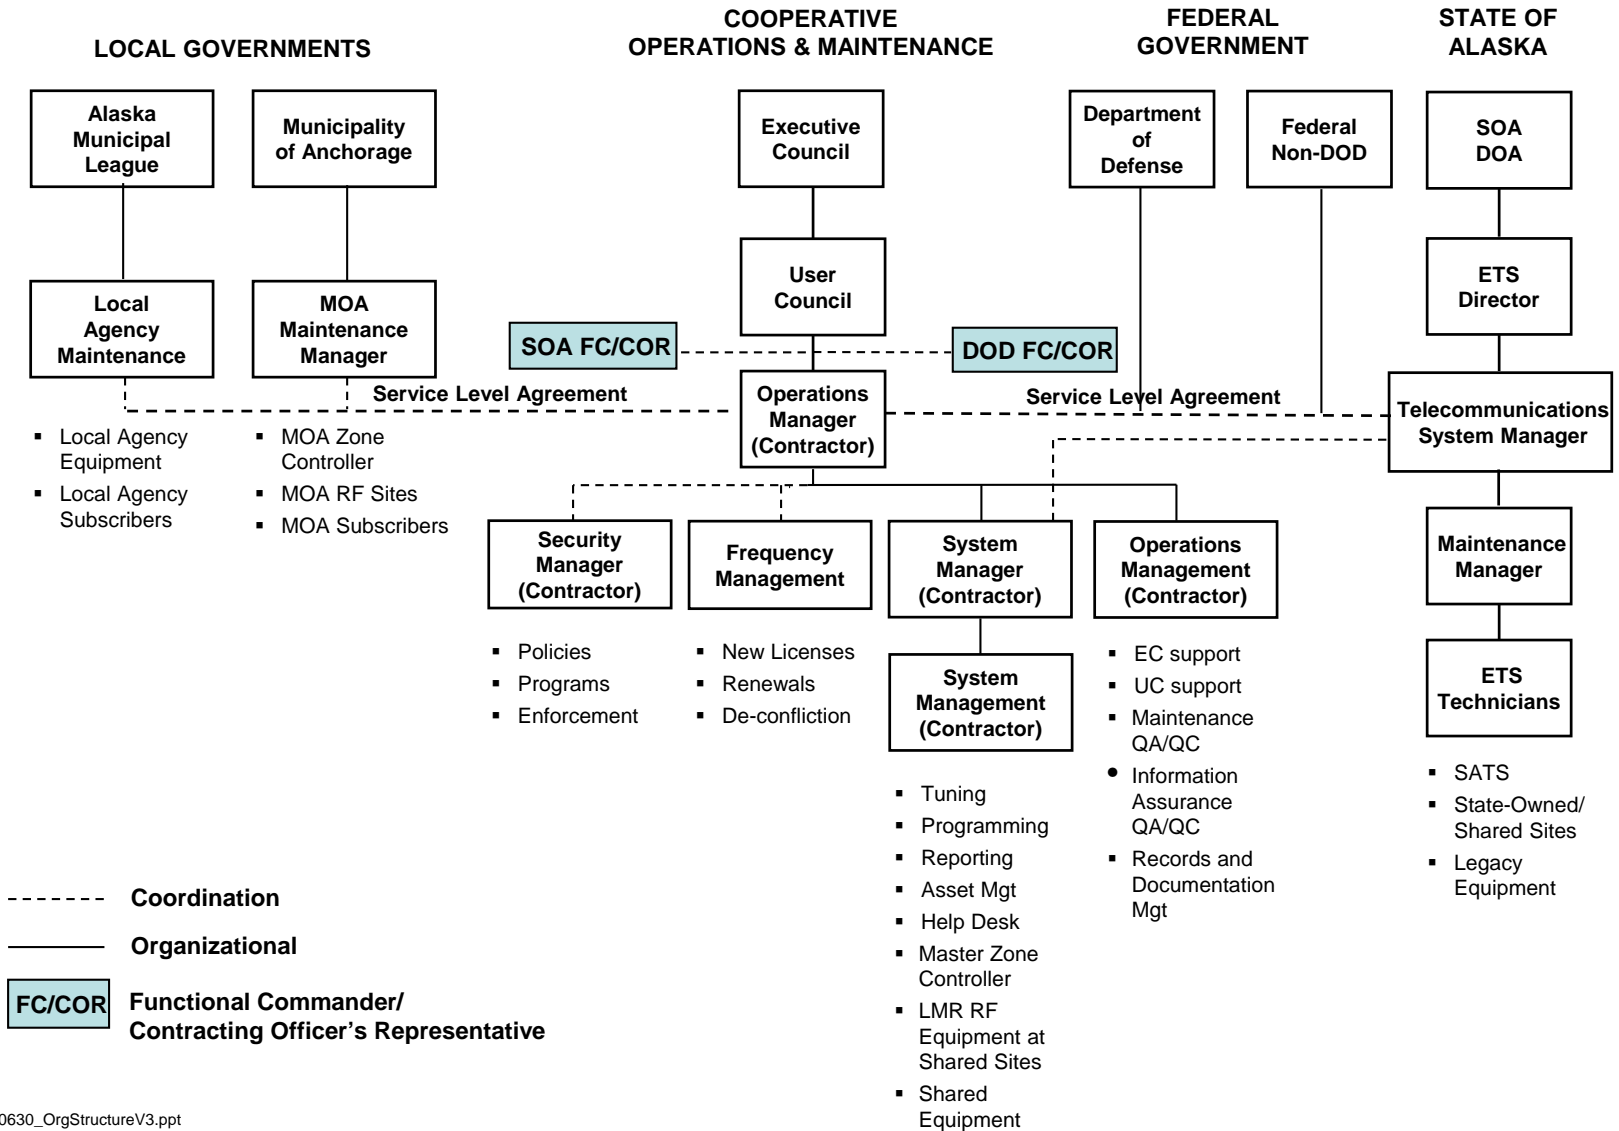 LOCAL GOVERNMENTS
COOPERATIVE
OPERATIONS & MAINTENANCE
FEDERAL
GOVERNMENT
STATE OF
ALASKA
Alaska
Municipal
League
Municipality
of Anchorage
Executive
Council
Department
of
Defense
Federal
Non-DOD
SOA
DOA
Local
Agency
Maintenance
MOA
Maintenance
Manager
User
Council
ETS
Director
SOA FC/COR
DOD FC/COR
Service Level Agreement
Operations
Manager
(Contractor)
Service Level Agreement
Telecommunications
System Manager
▪ Local Agency
Equipment
▪ Local Agency
Subscribers
▪ MOA Zone
Controller
▪ MOA RF Sites
▪ MOA Subscribers
Security
Manager
(Contractor)
Frequency
Management
System
Manager
(Contractor)
Operations
Management
(Contractor)
Maintenance
Manager
▪ Policies
▪ Programs
▪ Enforcement
▪ New Licenses
▪ Renewals
▪ De-confliction
System
Management
(Contractor)
▪ EC support
▪ UC support
▪ Maintenance
QA/QC
• Information
Assurance
QA/QC
▪ Records and
Documentation
Mgt
ETS
Technicians
▪ Tuning
▪ Programming
▪ Reporting
▪ Asset Mgt
▪ Help Desk
▪ Master Zone
Controller
▪ LMR RF
Equipment at
Shared Sites
▪ Shared
Equipment
▪ SATS
▪ State-Owned/
Shared Sites
▪ Legacy
Equipment
Coordination
Organizational
FC/COR
Functional Commander/
Contracting Officer's Representative
0630_OrgStructureV3.ppt